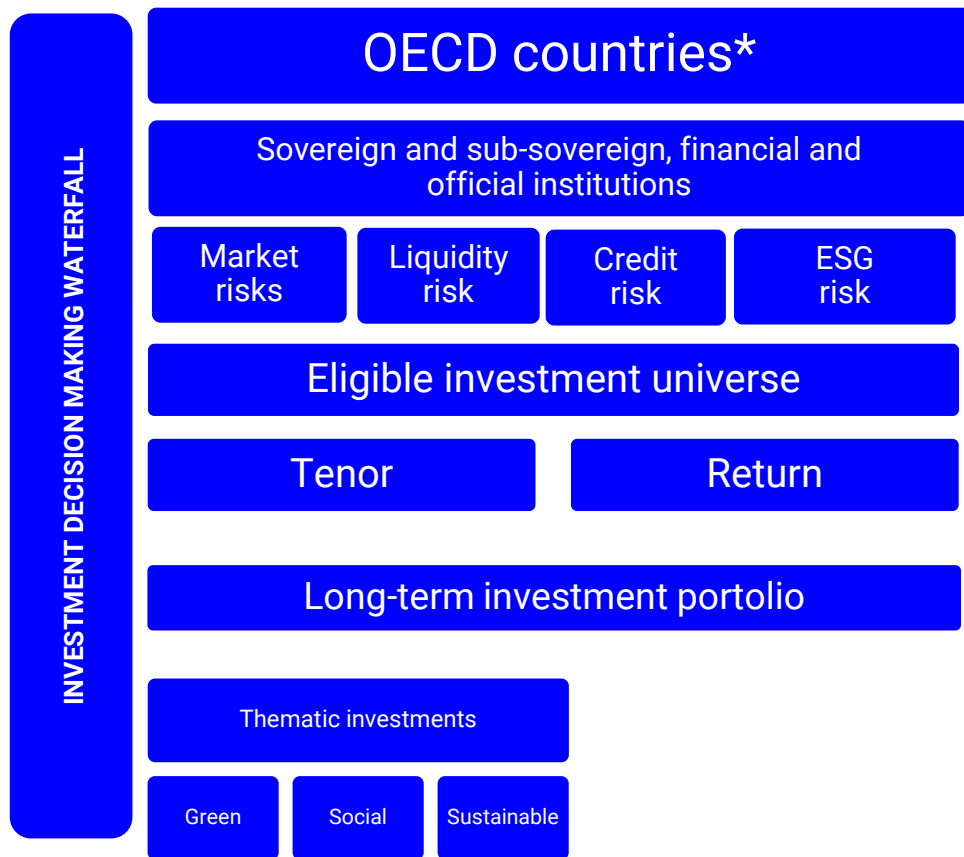 INVESTMENT DECISION MAKING WATERFALL
OECD countries*
Sovereign and sub-sovereign, financial and
official institutions
Market
risks
Liquidity
risk
Credit
risk
ESG
risk
Eligible investment universe
Tenor
Return
Long-term investment portolio
Thematic investments
Green
Social
Sustainable